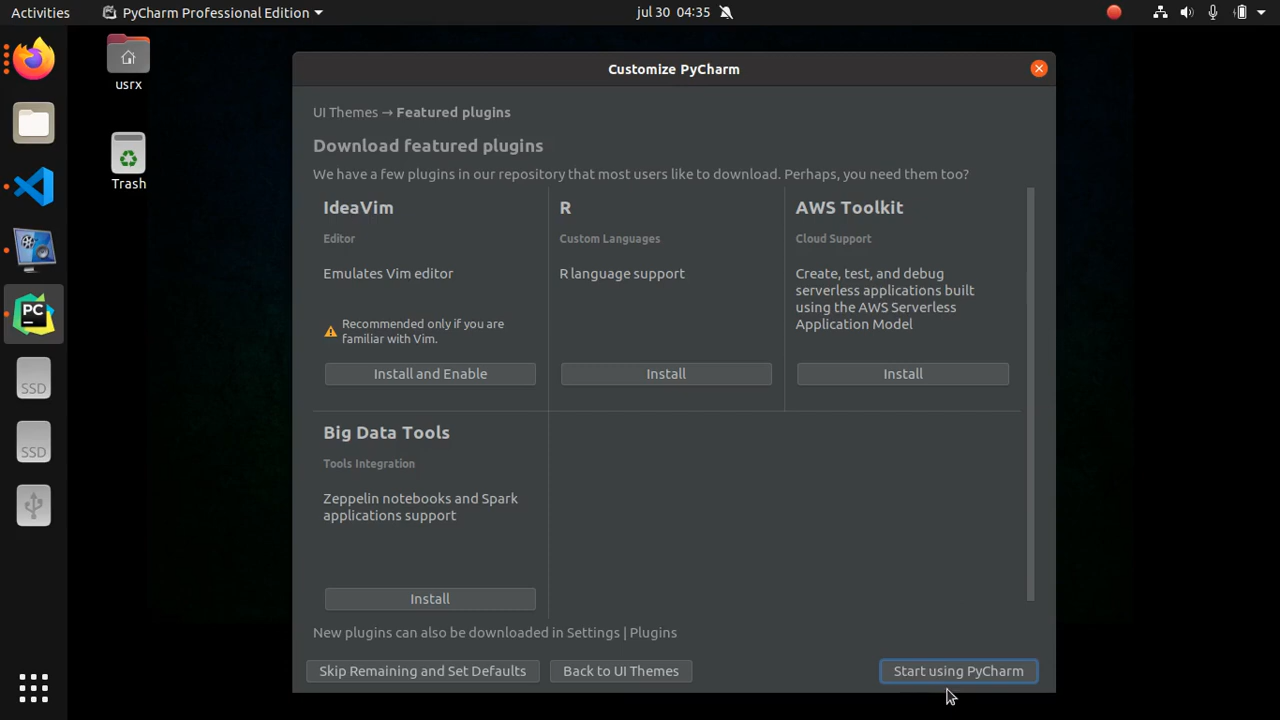 Activities
PyCharm Professional Edition
jul 30 04:35
usrx
Trash
PC
SSD
SSD
Customize PyCharm
UI Themes → Featured plugins
Download featured plugins
We have a few plugins in our repository that most users like to download. Perhaps, you need them too?
IdeaVim
Editor
Emulates Vim editor
Recommended only if you are
familiar with Vim.
Install and Enable
R
Custom Languages
R language support
Install
AWS Toolkit
Cloud Support
Create, test, and debug
serverless applications built
using the AWS Serverless
Application Model
Install
Big Data Tools
Tools Integration
Zeppelin notebooks and Spark
applications support
Install
New plugins can also be downloaded in Settings | Plugins
Skip Remaining and Set Defaults
Back to UI Themes
Start using PyCharm